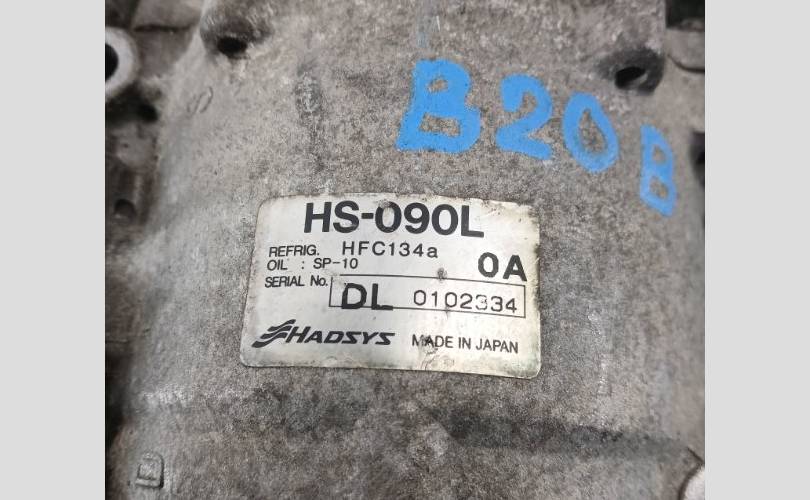 B20B
HS-090L
REFRIG. HFC134a
OIL : SP-10
0A
SERIAL No. DL 0102334
HADSYS MADE IN JAPAN